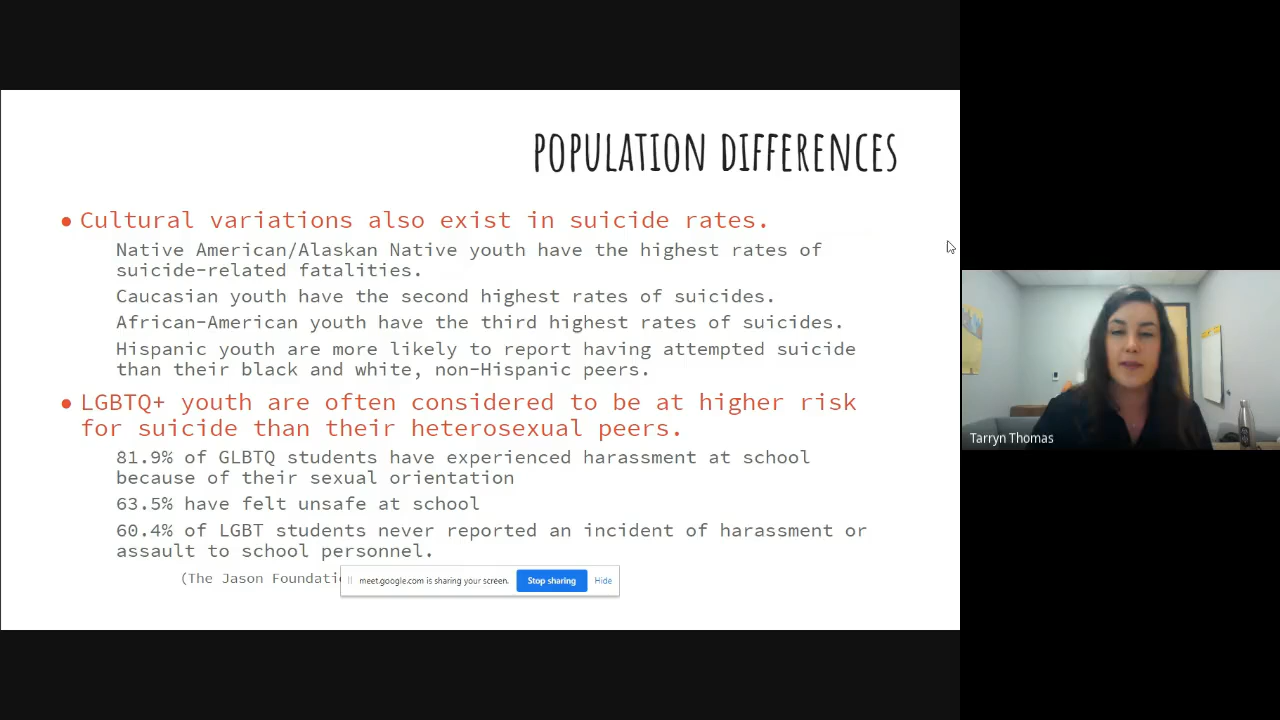 POPULATION DIFFERENCES
● Cultural variations also exist in suicide rates.
Native American/Alaskan Native youth have the highest rates of
suicide-related fatalities.
Caucasian youth have the second highest rates of suicides.
African-American youth have the third highest rates of suicides.
Hispanic youth are more likely to report having attempted suicide
than their black and white, non-Hispanic peers.
● LGBTQ+ youth are often considered to be at higher risk
for suicide than their heterosexual peers.
81.9% of GLBTQ students have experienced harassment at school
because of their sexual orientation
63.5% have felt unsafe at school
60.4% of LGBT students never reported an incident of harassment or
assault to school personnel.
(The Jason Foundati
meet.google.com is sharing your screen. Stop sharing Hide
Tarryn Thomas